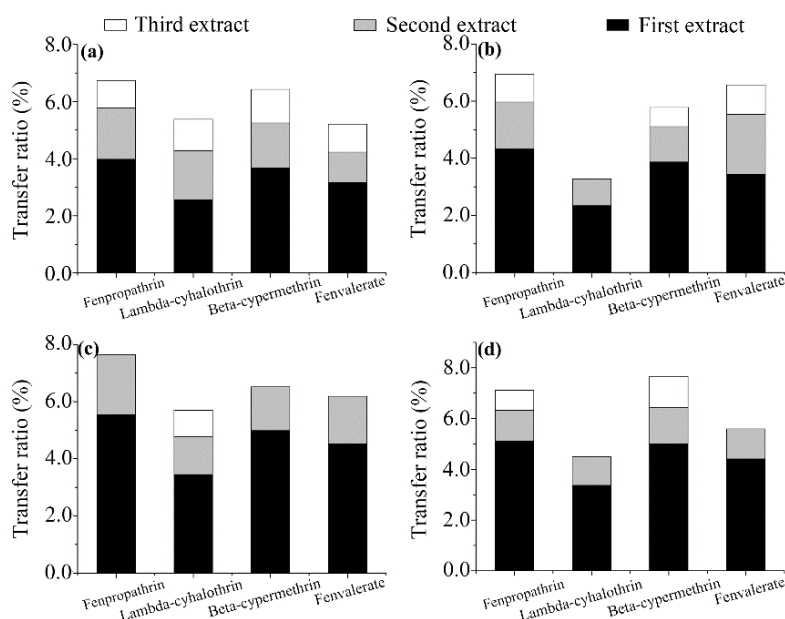 Third extract Second extract First extract
(a)
Transfer ratio (%)
8.0
6.0
4.0
2.0
0.0
Fenpropathrin Lambda-cyhalothrin Beta-cypermethrin Fenvalerate
(b)
Transfer ratio (%)
8.0
6.0
4.0
2.0
0.0
Fenpropathrin Lambda-cyhalothrin Beta-cypermethrin Fenvalerate
(c)
Transfer ratio (%)
8.0
6.0
4.0
2.0
0.0
Fenpropathrin Lambda-cyhalothrin Beta-cypermethrin Fenvalerate
(d)
Transfer ratio (%)
8.0
6.0
4.0
2.0
0.0
Fenpropathrin Lambda-cyhalothrin Beta-cypermethrin Fenvalerate